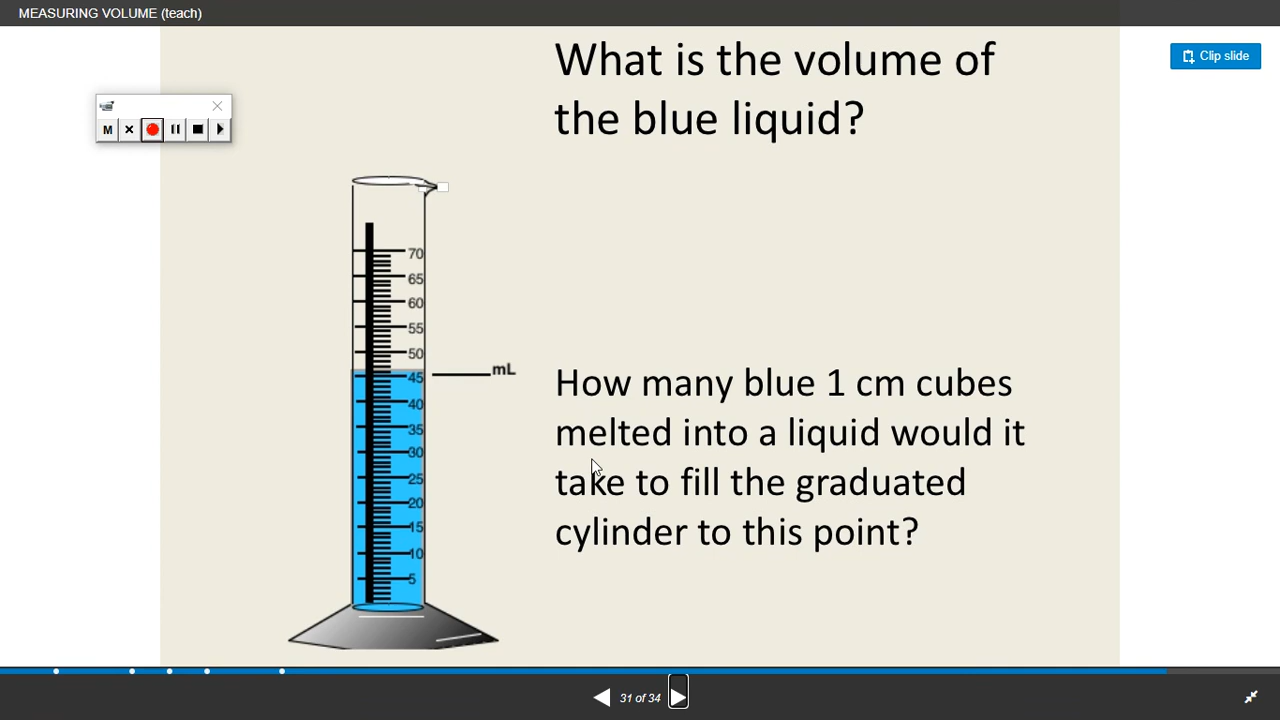 MEASURING VOLUME (teach)
Clip slide
M
What is the volume of
the blue liquid?
70
65
60
55
50
mL
45
40
35
30
25
20
15
10
5
How many blue 1 cm cubes
melted into a liquid would it
take to fill the graduated
cylinder to this point?
31 of 34